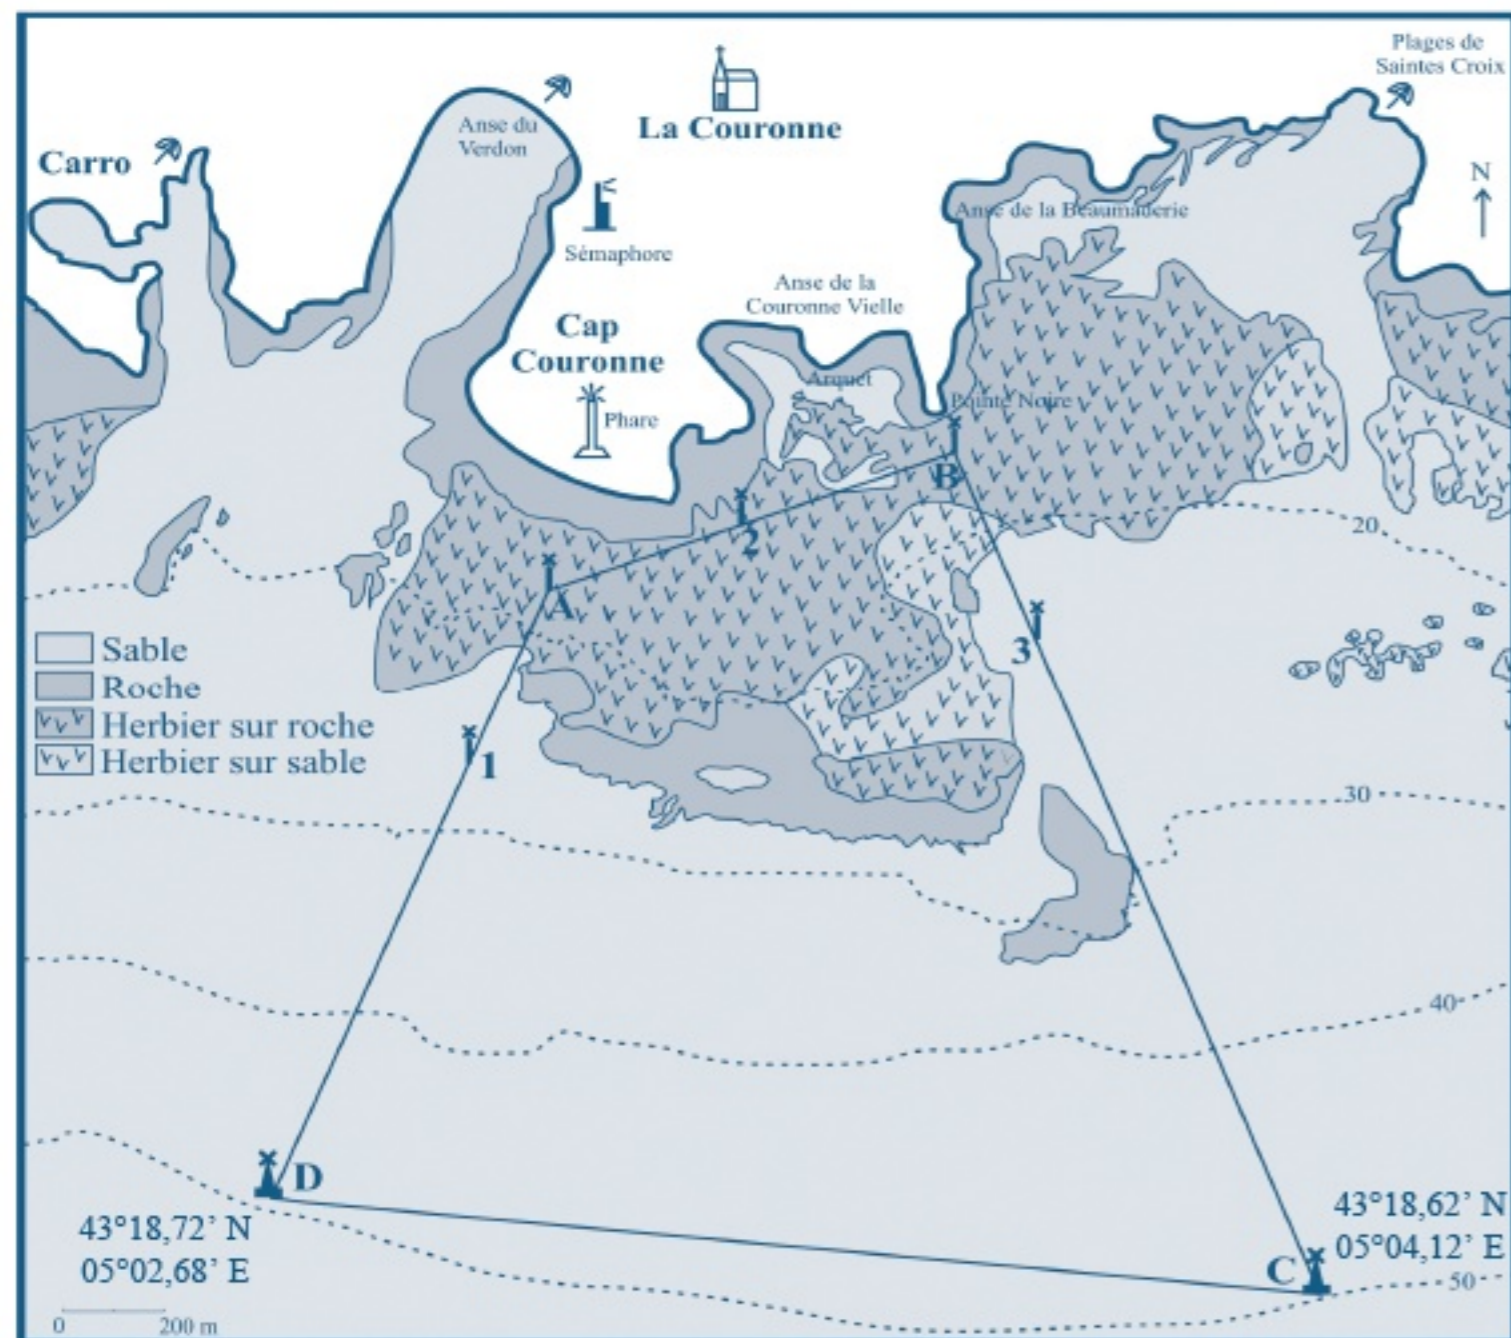 Plages de
Saintes Croix
La Couronne
Anse du
Verdon
Carro
N
Anse de la Beaumaderie
Sémaphore
Anse de la
Couronne Vielle
Cap
Couronne
Arquet
Pointe Noire
Phare
B
2
20
A
3
Sable
Roche
Herbier sur roche
Herbier sur sable
1
30
40
D
43°18,72' N
05°02,68' E
43°18,62' N
05°04,12' E
C
50
0 200 m